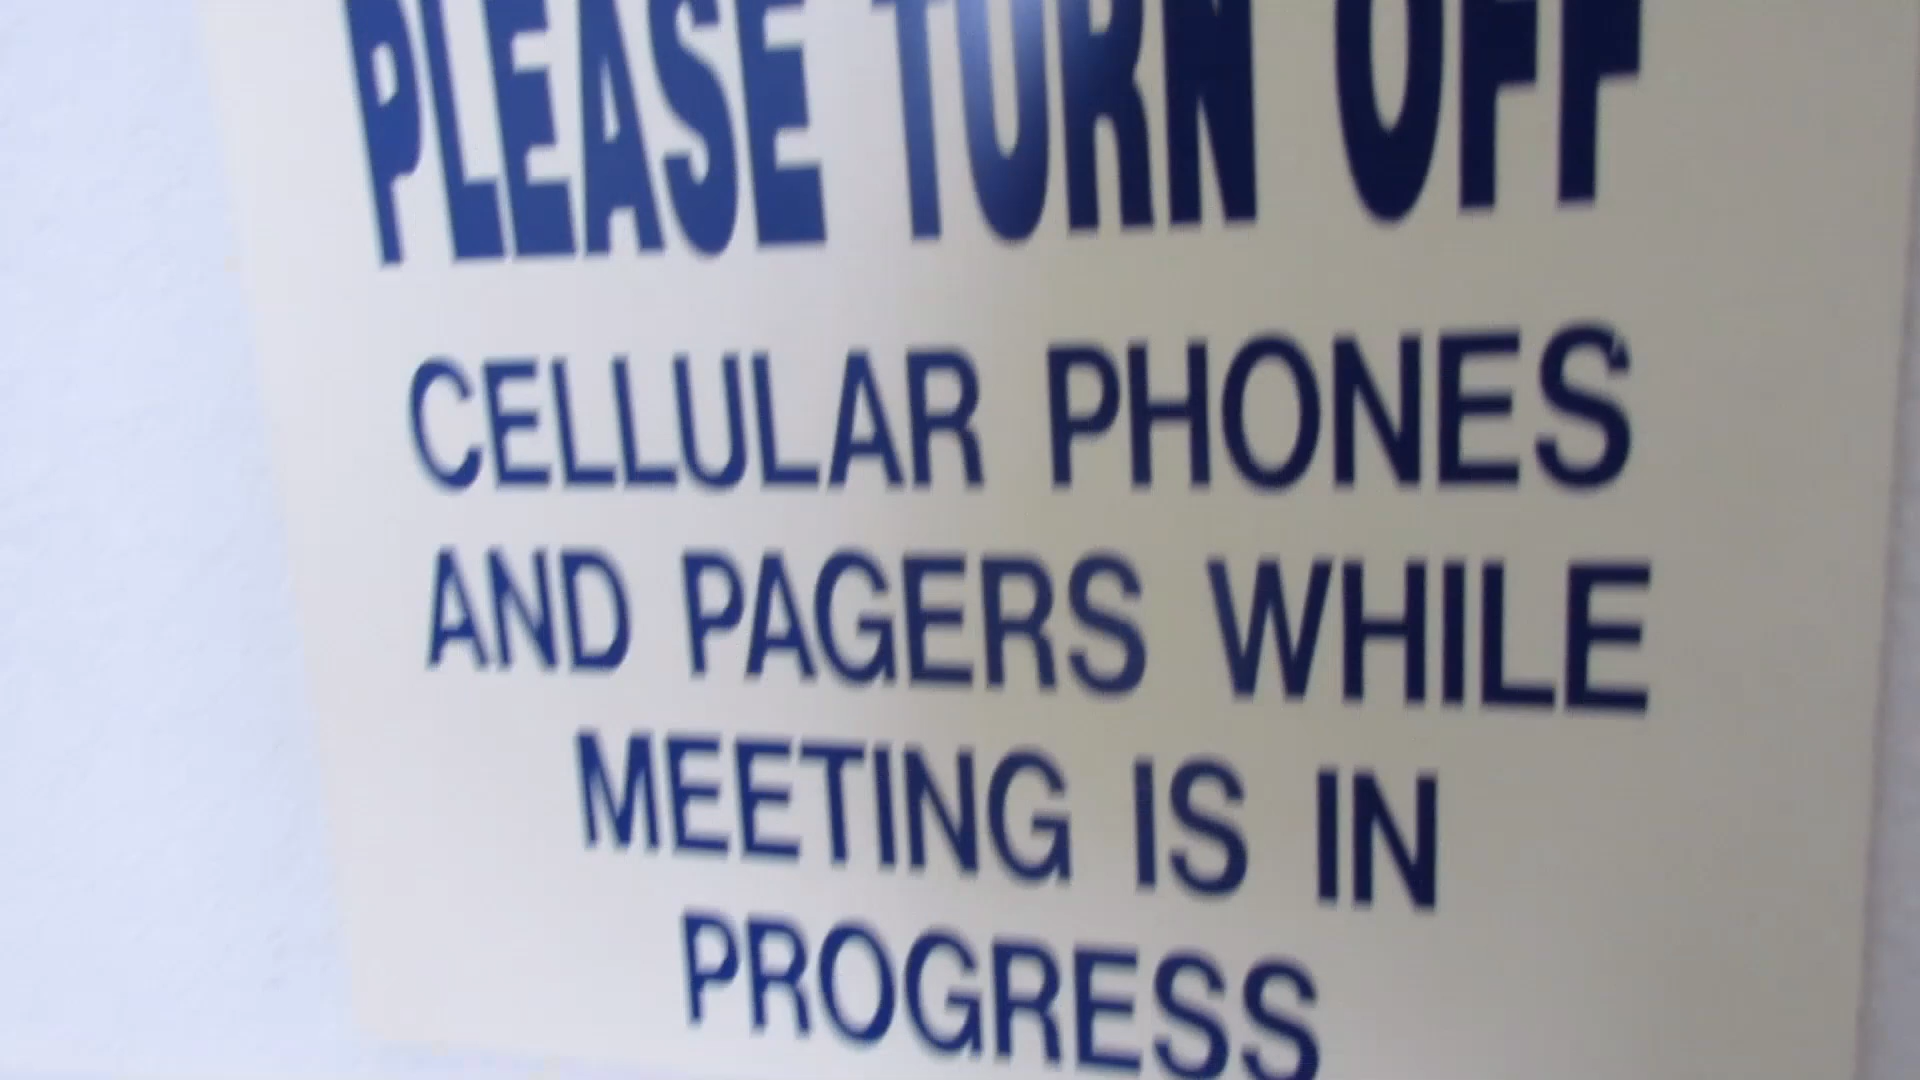 PLEASE TURN OFF
CELLULAR PHONES
AND PAGERS WHILE
MEETING IS IN
PROGRESS